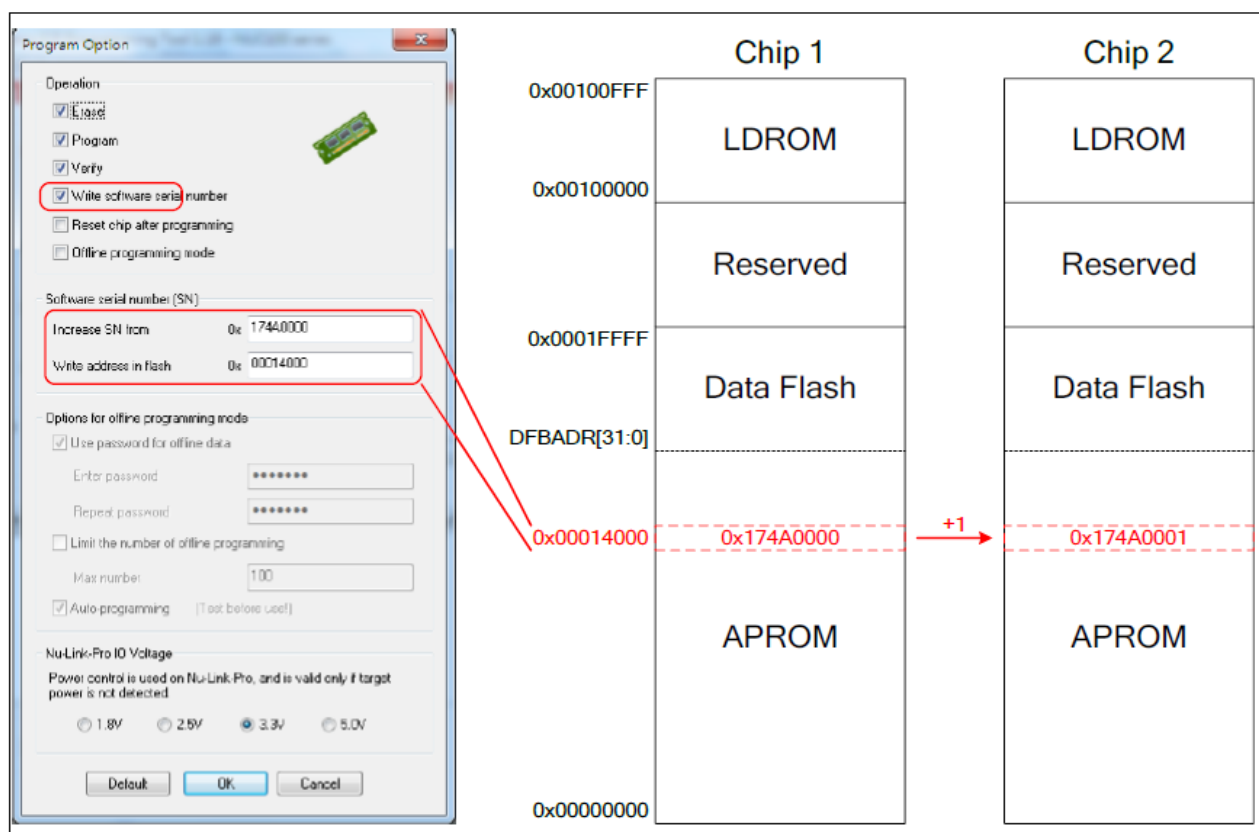 Program Option
Operation
Erase
Program
Verify
Write software serial number
Reset chip after programming
Offline programming mode
Software serial number (SN)
Increase SN from 0x 174A0000
Write address in flash 0x 00014000
Options for offline programming mode
Use password for offline data
Enter password •••••••
Repeat password •••••••
Limit the number of offline programming
Max number 100
Auto-programming (Test before use!)
Nu-Link-Pro IO Voltage
Power control is used on Nu-Link-Pro, and is valid only if target
power is not detected.
1.8V 2.5V 3.3V 5.0V
Default OK Cancel
Chip 1 Chip 2
0x00100FFF
LDROM LDROM
0x00100000
Reserved Reserved
0x0001FFFF
Data Flash Data Flash
DFBADR[31:0]
0x00014000 0x174A0000 +1 0x174A0001
APROM APROM
0x00000000